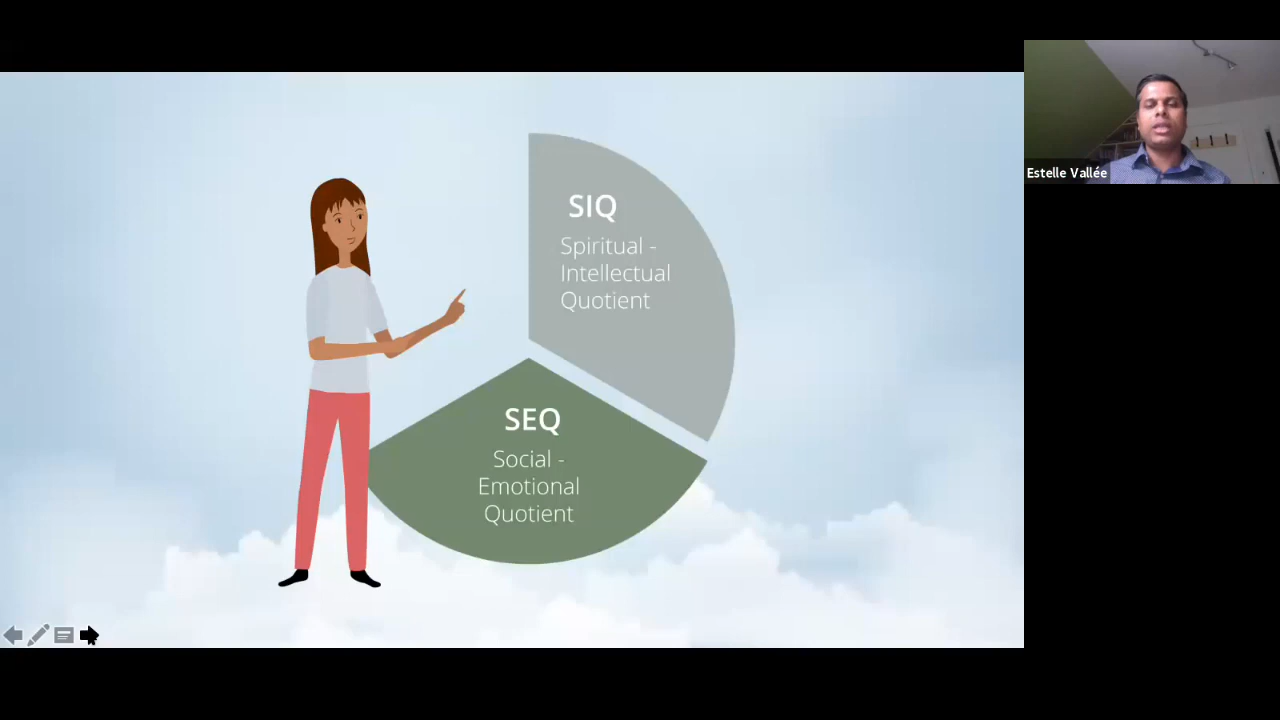 SIQ
Spiritual -
Intellectual
Quotient
SEQ
Social -
Emotional
Quotient
Estelle Vallée